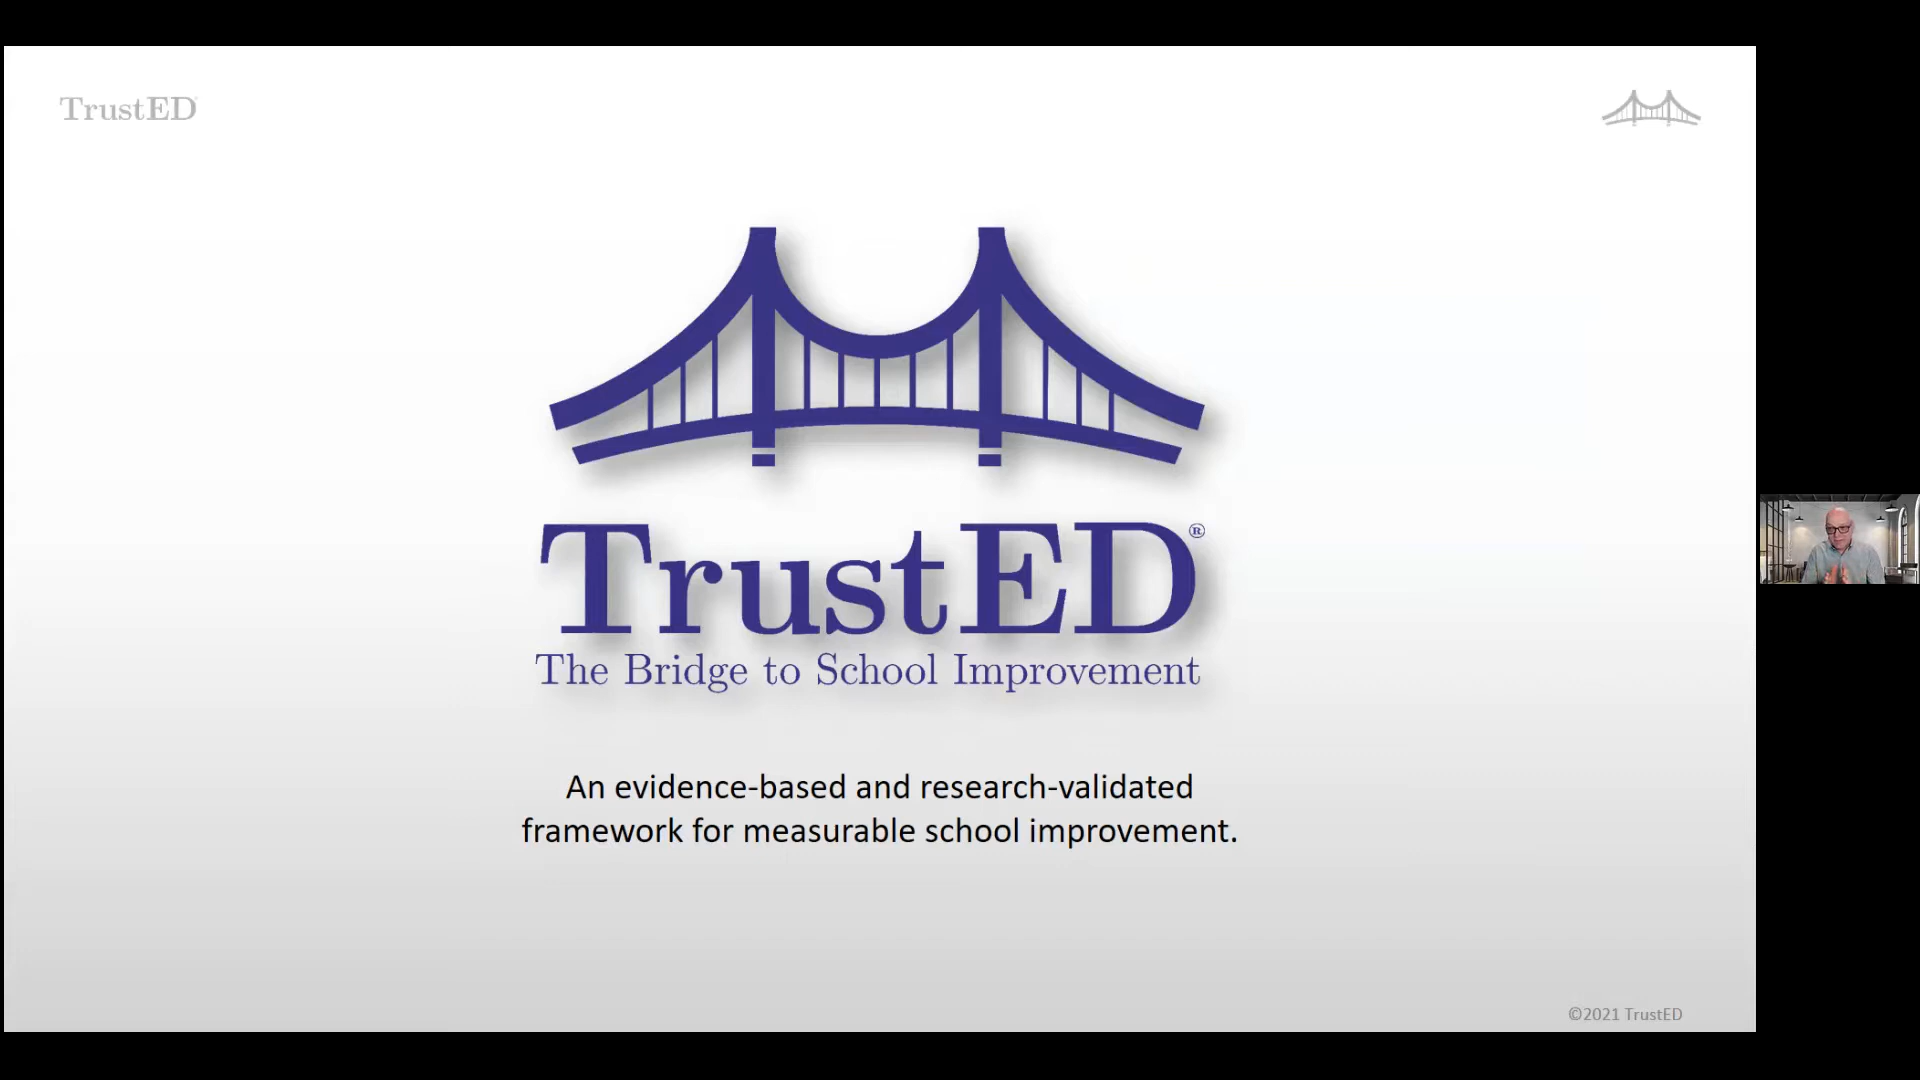 TrustED
TrustED®
The Bridge to School Improvement
An evidence-based and research-validated
framework for measurable school improvement.
©2021 TrustED